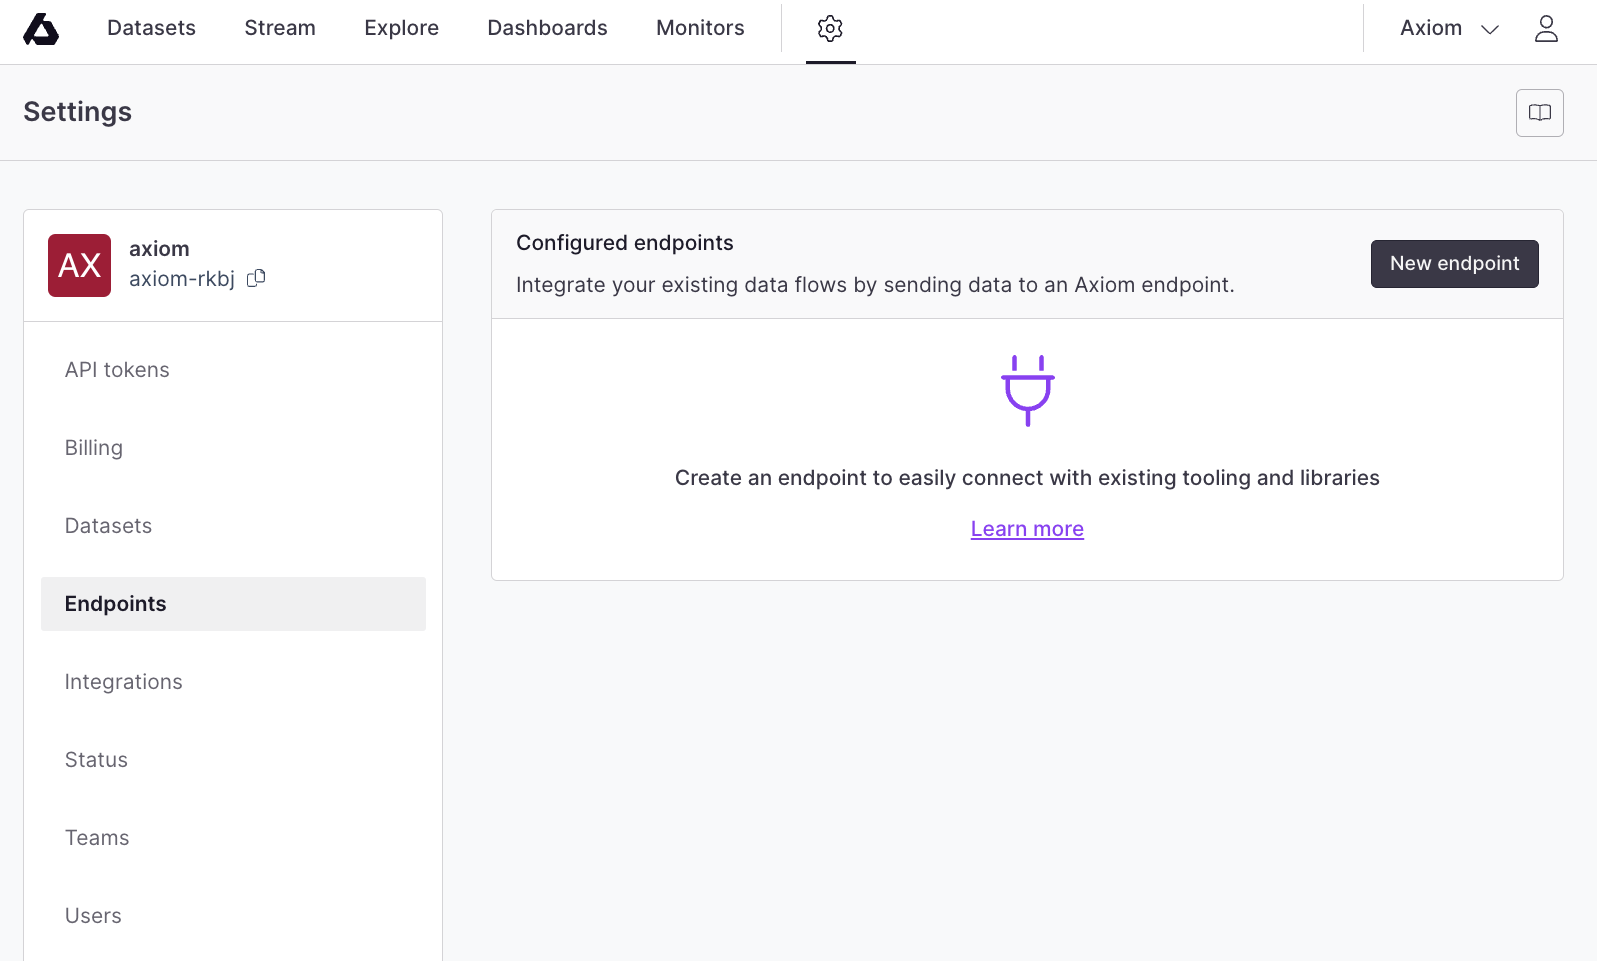 Datasets
Stream
Explore
Dashboards
Monitors
Axiom
Settings
AX
axiom
axiom-rkbj
API tokens
Billing
Datasets
Endpoints
Integrations
Status
Teams
Users
Configured endpoints
Integrate your existing data flows by sending data to an Axiom endpoint.
New endpoint
Create an endpoint to easily connect with existing tooling and libraries
Learn more